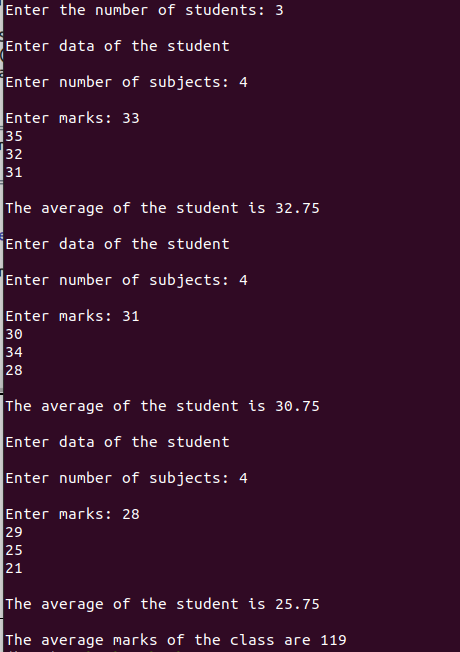 Enter the number of students: 3
Enter data of the student
Enter number of subjects: 4
Enter marks: 33
35
32
31
The average of the student is 32.75
Enter data of the student
Enter number of subjects: 4
Enter marks: 31
30
34
28
The average of the student is 30.75
Enter data of the student
Enter number of subjects: 4
Enter marks: 28
29
25
21
The average of the student is 25.75
The average marks of the class are 119